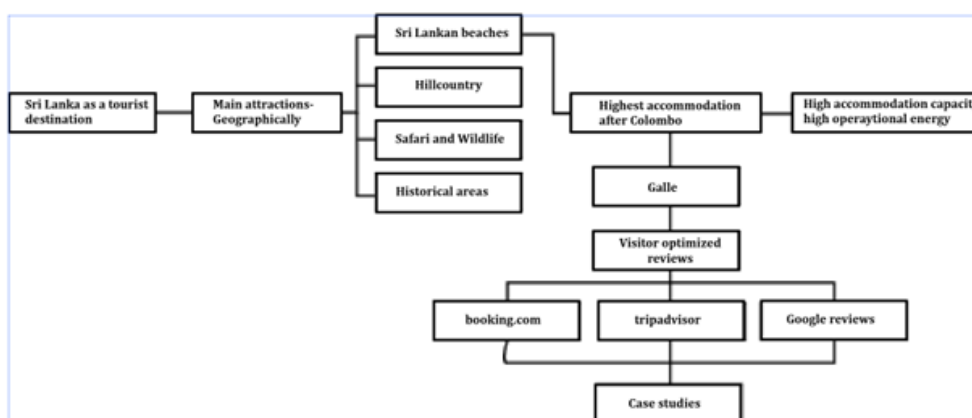 Sri Lanka as a tourist
destination
Main attractions-
Geographically
Sri Lankan beaches
Hillcountry
Safari and Wildlife
Historical areas
Highest accommodation
after Colombo
High accommodation capacit
high operaytional energy
Galle
Visitor optimized
reviews
booking.com
tripadvisor
Google reviews
Case studies